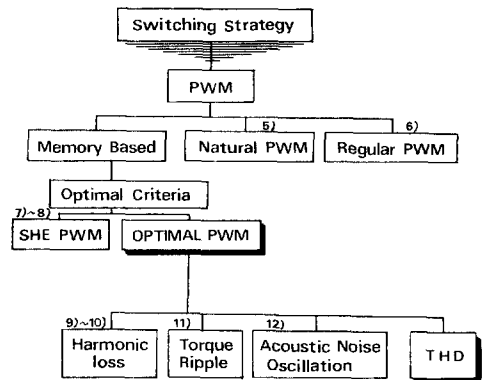 Switching Strategy
PWM
5)
6)
Memory Based
Natural PWM
Regular PWM
Optimal Criteria
7)~8)
SHE PWM
OPTIMAL PWM
9)~10)
11)
12)
Harmonic
loss
Torque
Ripple
Acoustic Noise
Oscillation
THD